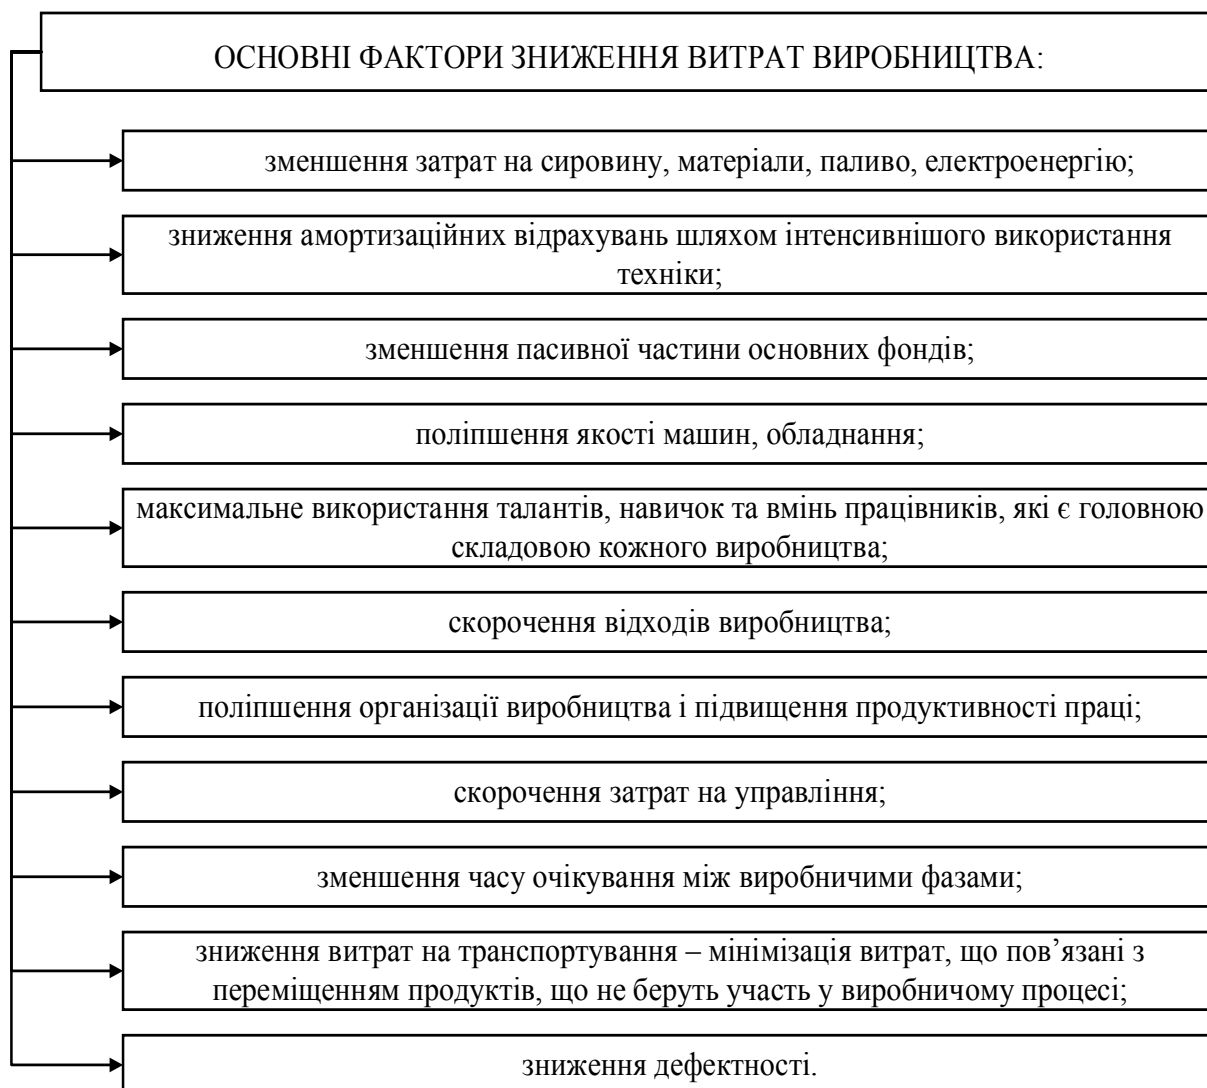 ОСНОВНІ ФАКТОРИ ЗНИЖЕННЯ ВИТРАТ ВИРОБНИЦТВА:
зменшення затрат на сировину, матеріали, паливо, електроенергію;
зниження амортизаційних відрахувань шляхом інтенсивнішого використання
техніки;
зменшення пасивної частини основних фондів;
поліпшення якості машин, обладнання;
максимальне використання талантів, навичок та вмінь працівників, які є головною
складовою кожного виробництва;
скорочення відходів виробництва;
поліпшення організації виробництва і підвищення продуктивності праці;
скорочення затрат на управління;
зменшення часу очікування між виробничими фазами;
зниження витрат на транспортування – мінімізація витрат, що пов’язані з
переміщенням продуктів, що не беруть участь у виробничому процесі;
зниження дефектності.